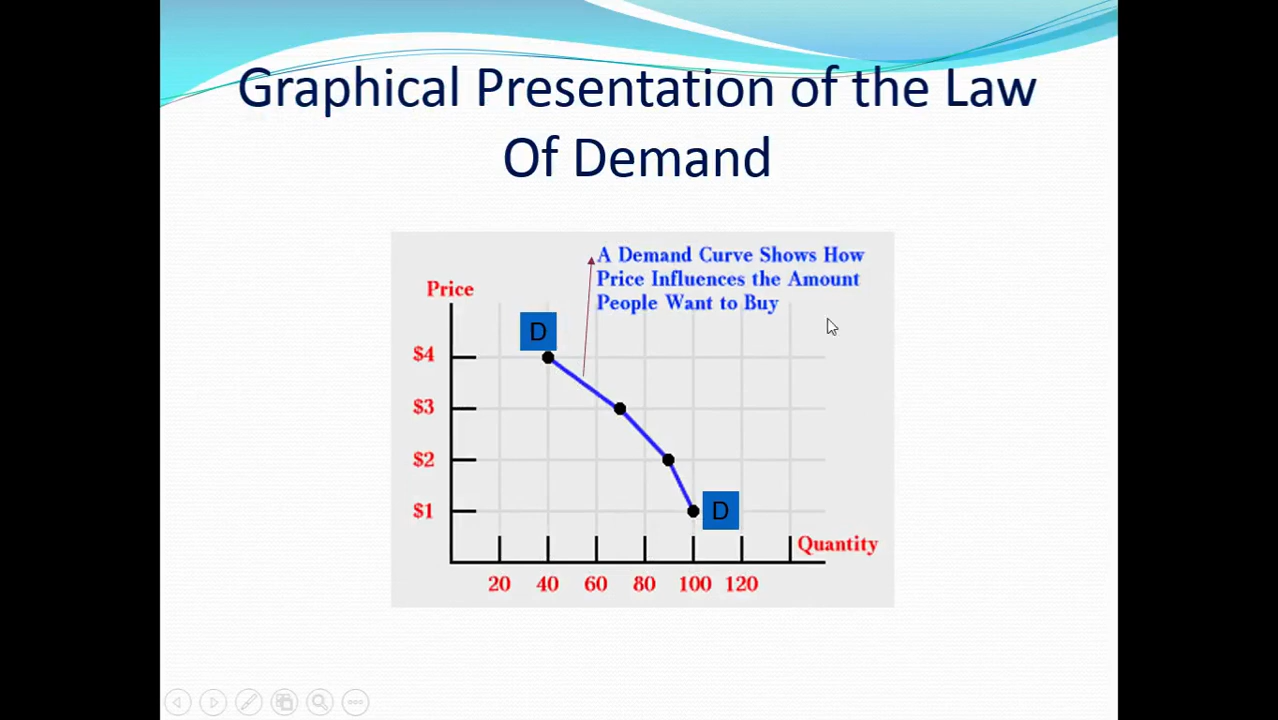 Graphical Presentation of the Law
Of Demand
A Demand Curve Shows How
Price Influences the Amount
People Want to Buy
Price
D
$4
$3
$2
$1
D
Quantity
20 40 60 80 100 120